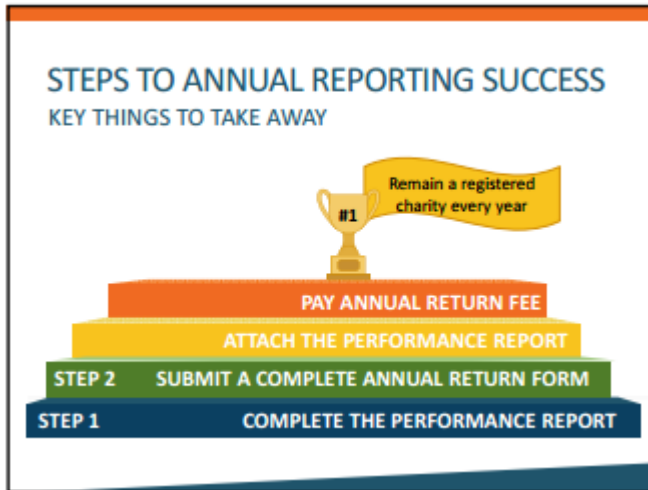 STEPS TO ANNUAL REPORTING SUCCESS
KEY THINGS TO TAKE AWAY
Remain a registered
charity every year
#1
PAY ANNUAL RETURN FEE
ATTACH THE PERFORMANCE REPORT
STEP 2 SUBMIT A COMPLETE ANNUAL RETURN FORM
STEP 1 COMPLETE THE PERFORMANCE REPORT